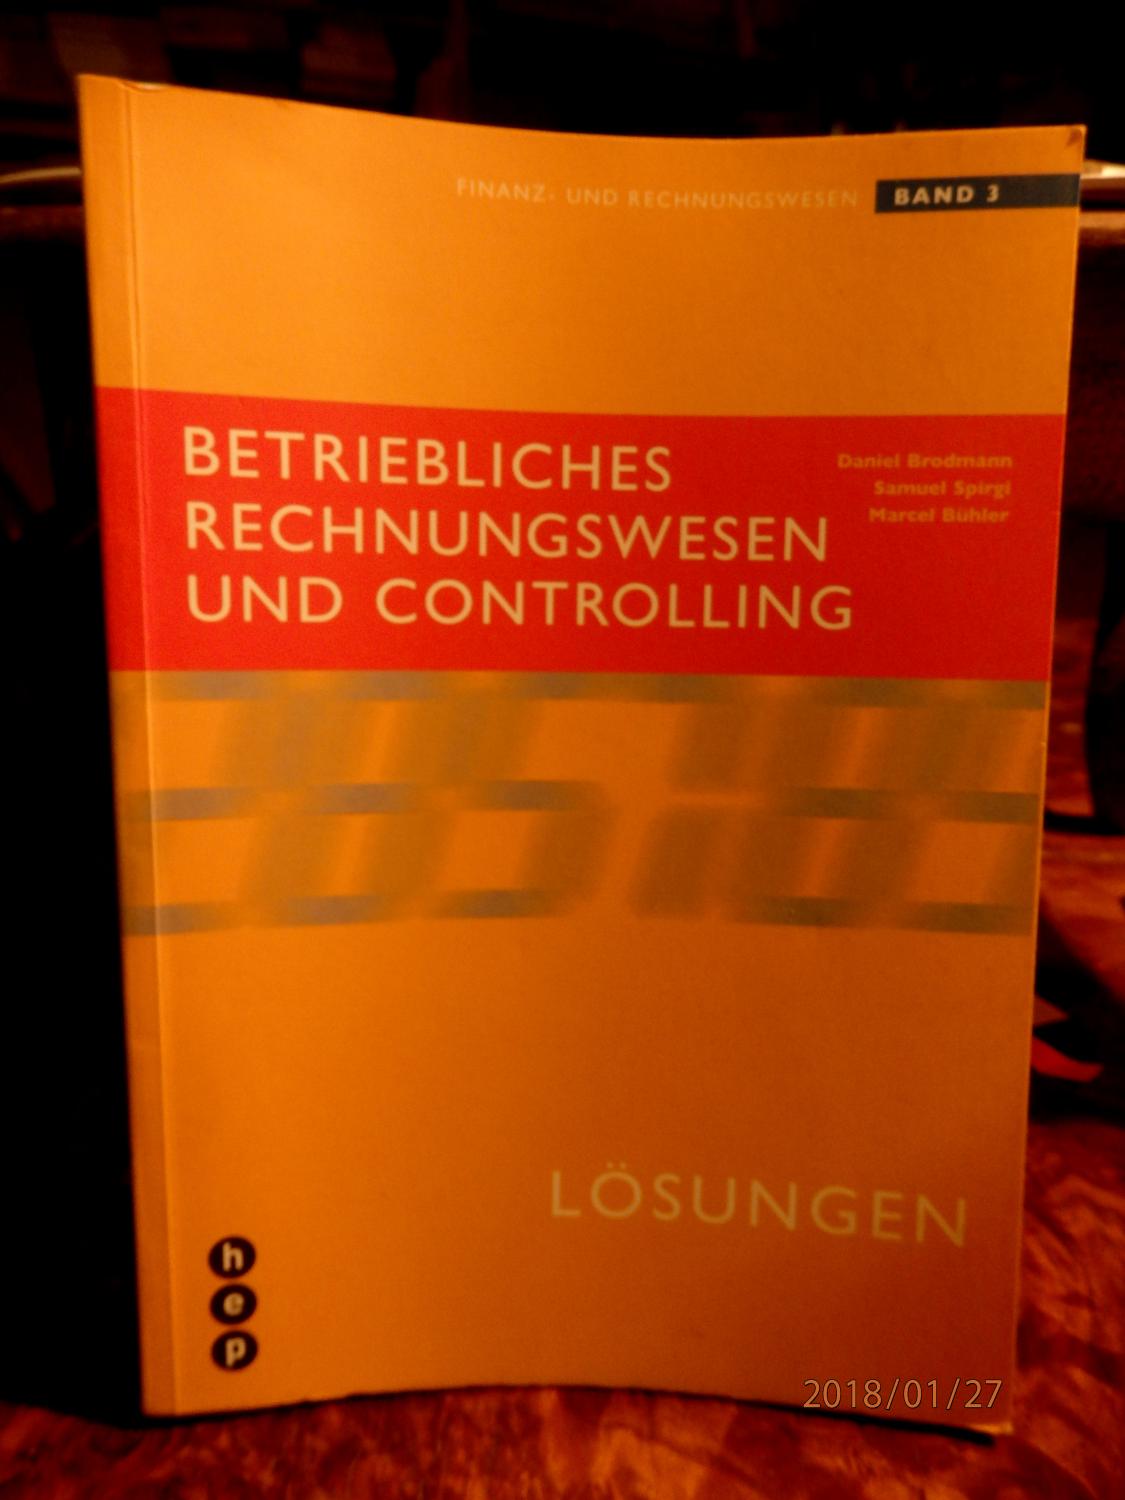 FINANZ- UND RECHNUNGSWESEN BAND 3
BETRIEBLICHES
RECHNUNGSWESEN
UND CONTROLLING
Daniel Brodmann
Samuel Spirgi
Marcel Bühler
LÖSUNGEN
h
e
p
2018/01/27